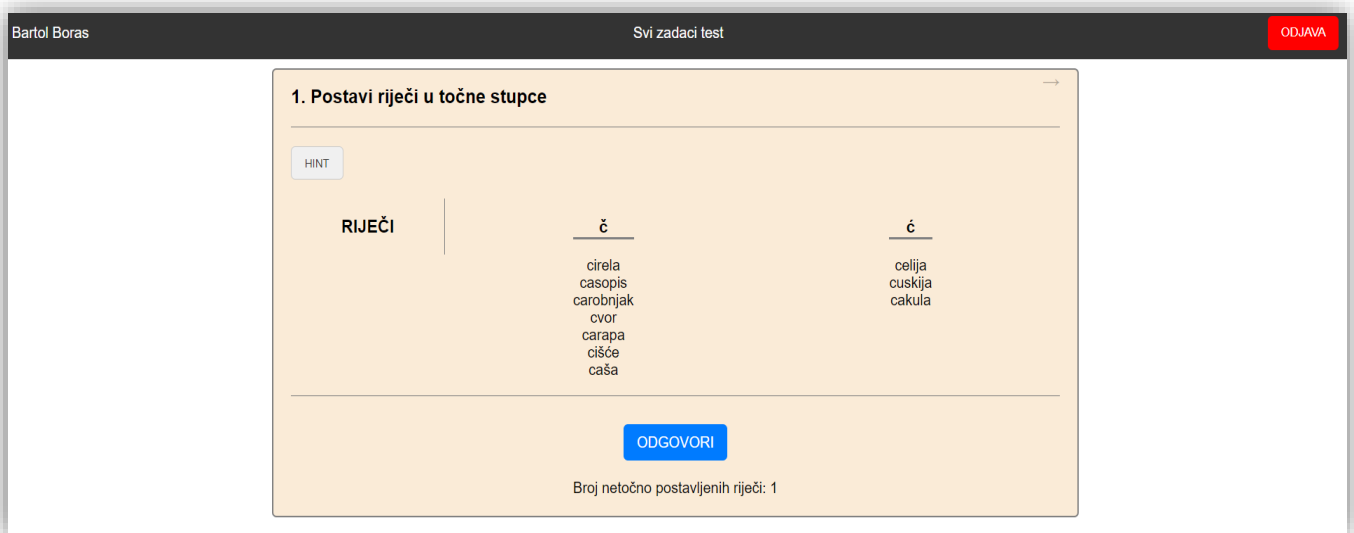 Bartol Boras
Svi zadaci test
ODJAVA
→
1. Postavi riječi u točne stupce
HINT
RIJEČI
č
cirela
casopis
carobnjak
cvor
carapa
cišće
caša
ć
celija
cuskija
cakula
ODGOVORI
Broj netočno postavljenih riječi: 1